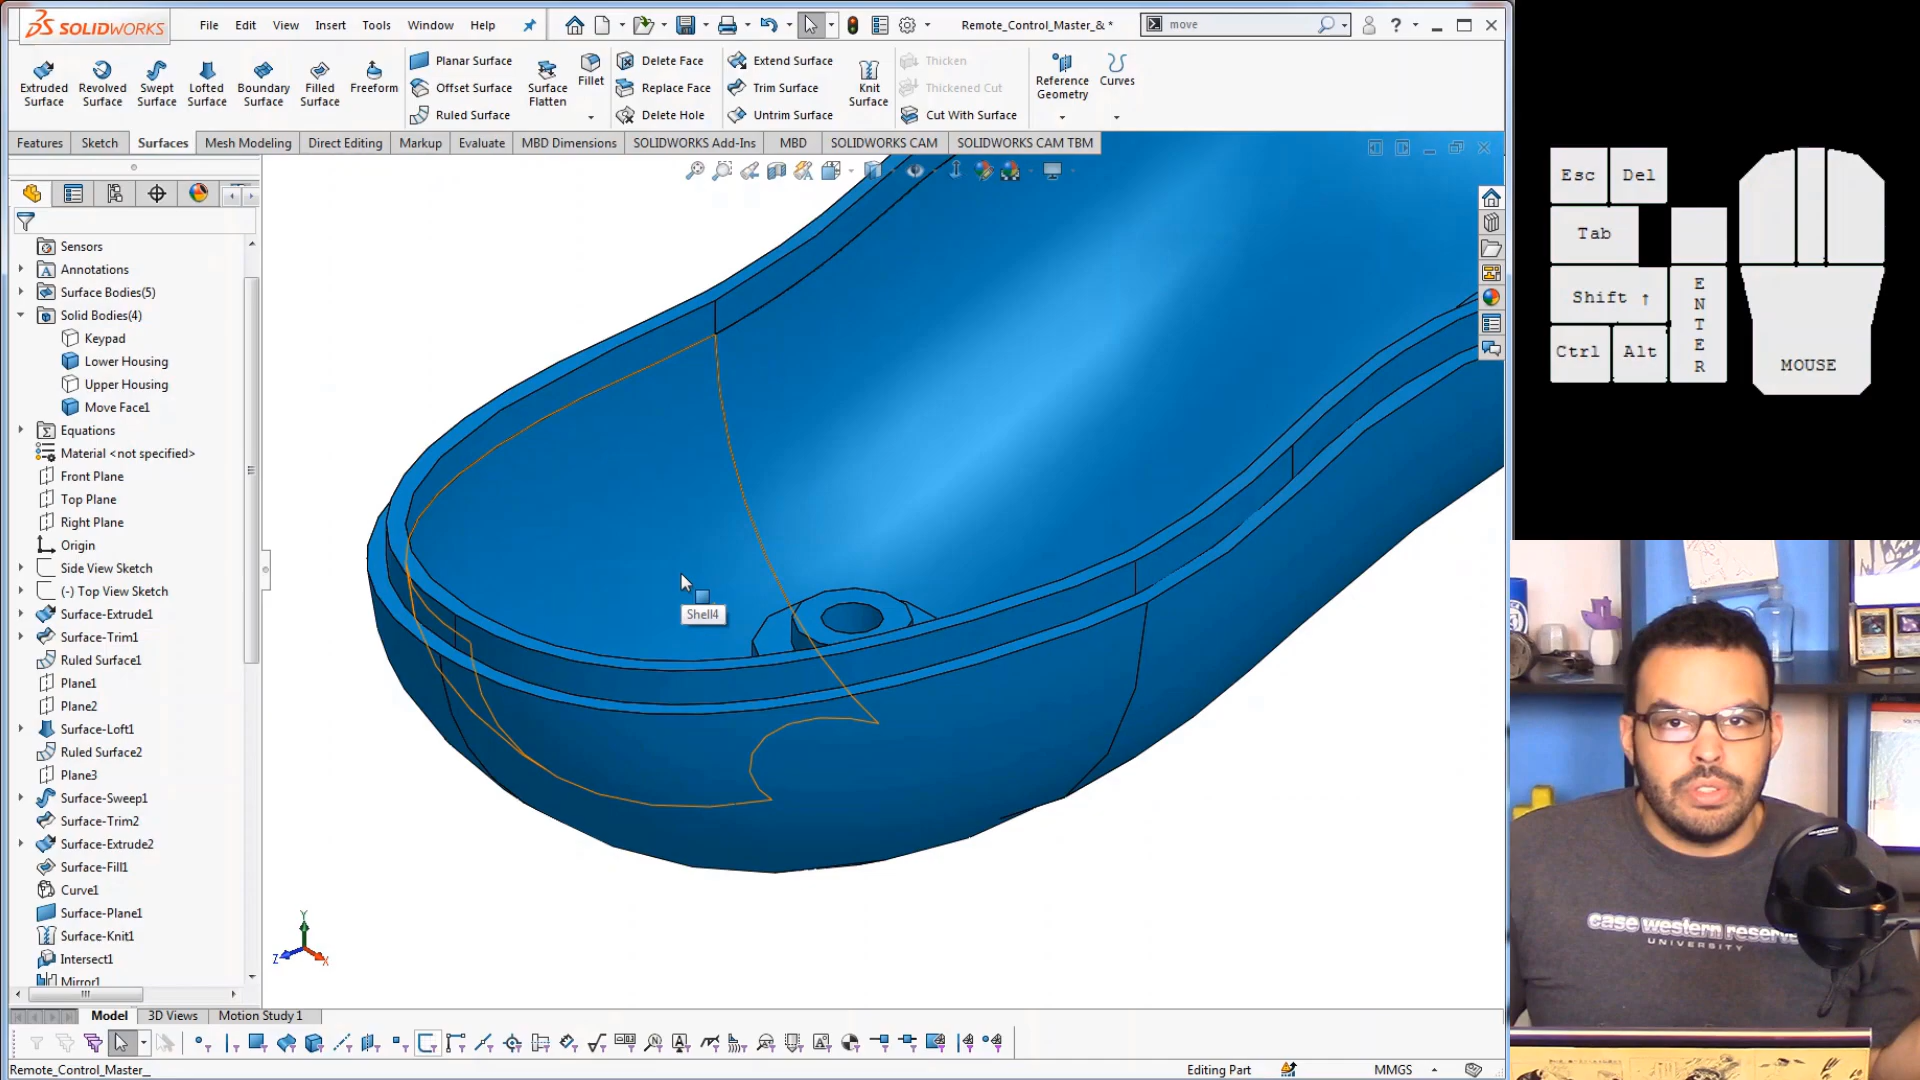 SOLIDWORKS File Edit View Insert Tools Window Help Remote_Control_Master_& * move
Extruded Surface
Revolved Surface
Swept Surface
Lofted Surface
Boundary Surface
Filled Surface
Freeform
Planar Surface
Offset Surface
Ruled Surface
Surface Flatten
Fillet
Delete Face
Replace Face
Delete Hole
Extend Surface
Trim Surface
Untrim Surface
Knit Surface
Thicken
Thickened Cut
Cut With Surface
Reference Geometry
Curves
Features Sketch Surfaces Mesh Modeling Direct Editing Markup Evaluate MBD Dimensions SOLIDWORKS Add-Ins MBD SOLIDWORKS CAM SOLIDWORKS CAM TBM
Sensors
Annotations
Surface Bodies(5)
Solid Bodies(4)
Keypad
Lower Housing
Upper Housing
Move Face1
Equations
Material <not specified>
Front Plane
Top Plane
Right Plane
Origin
Side View Sketch
(-) Top View Sketch
Surface-Extrude1
Surface-Trim1
Ruled Surface1
Plane1
Plane2
Surface-Loft1
Ruled Surface2
Plane3
Surface-Sweep1
Surface-Trim2
Surface-Extrude2
Surface-Fill1
Curve1
Surface-Plane1
Surface-Knit1
Intersect1
Mirror1
Shell4
Y
Z
X
Model 3D Views Motion Study 1
Remote_Control_Master_ Editing Part MMGS
Esc Del
Tab
Shift ↑
Ctrl Alt
ENTER
MOUSE
case western reserve
UNIVERSITY